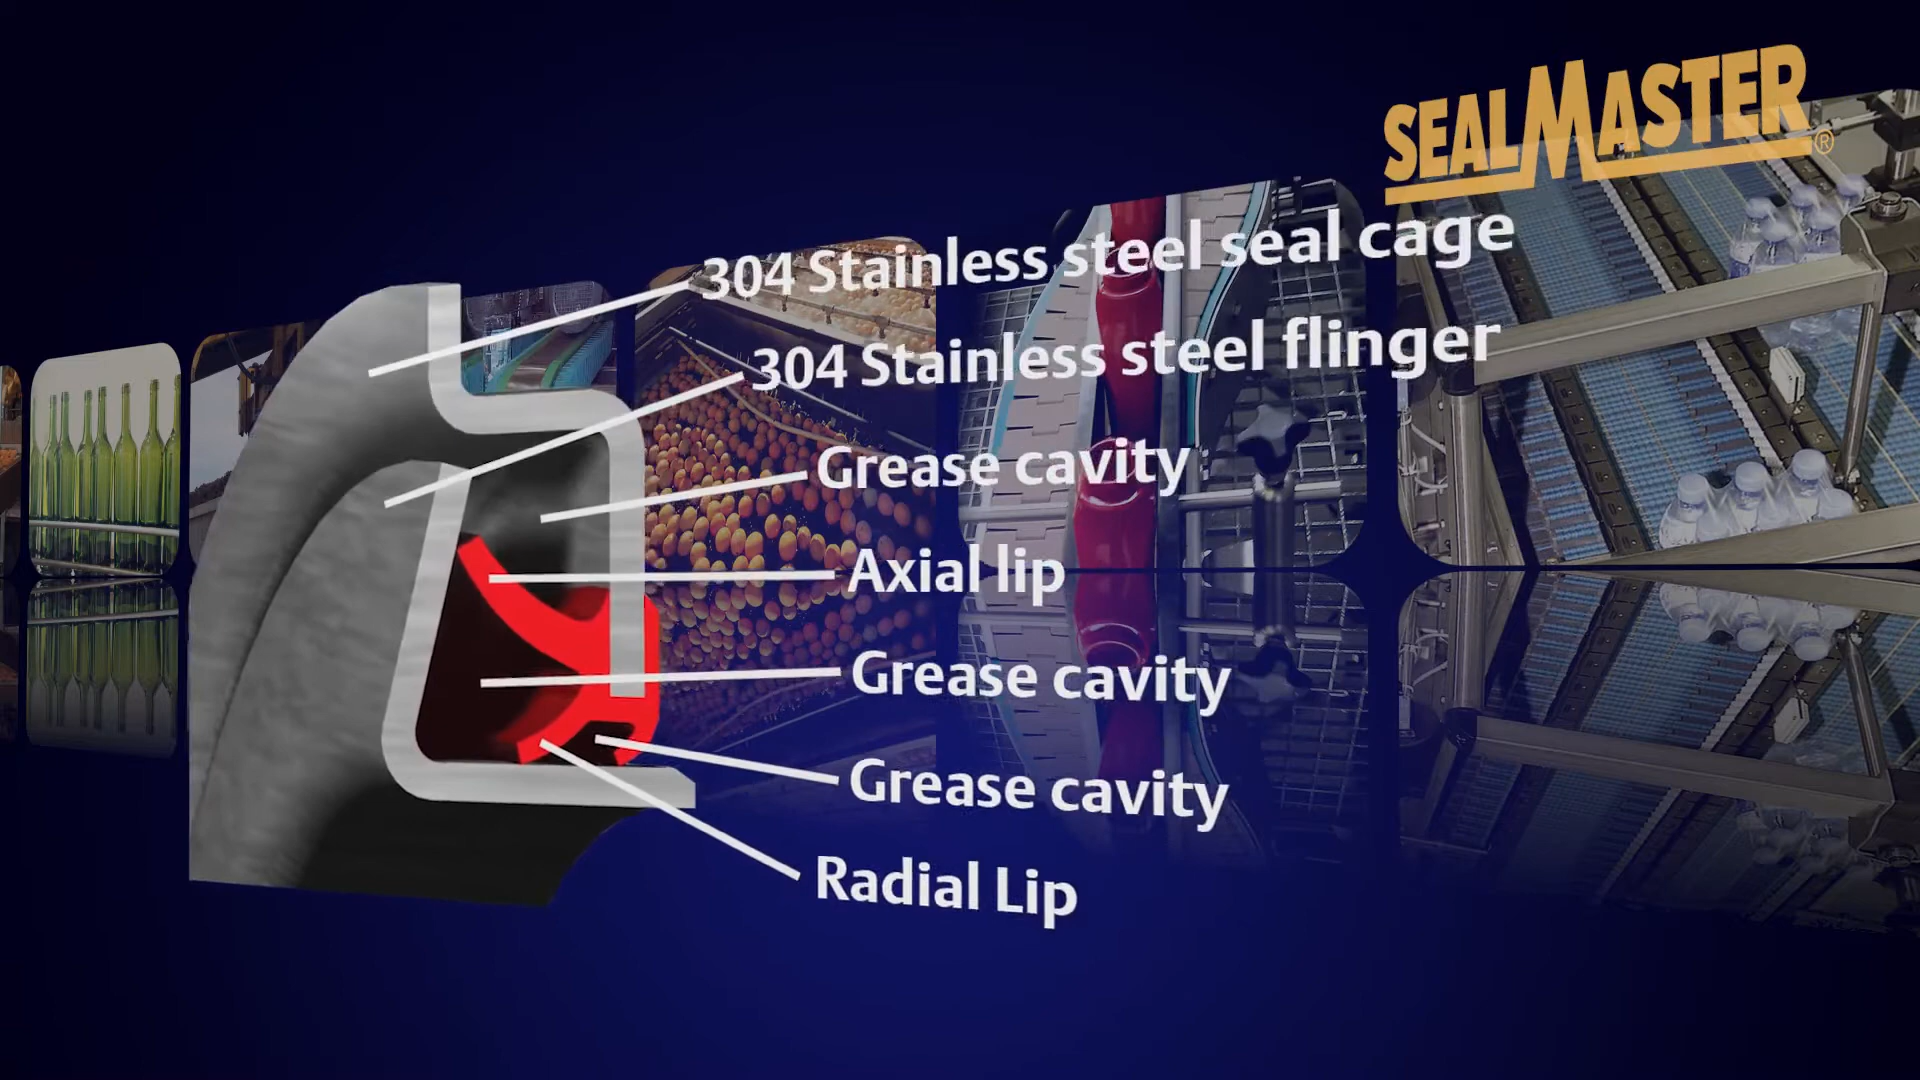 SEALMASTER®
304 Stainless steel seal cage
304 Stainless steel flinger
Grease cavity
Axial lip
Grease cavity
Grease cavity
Radial Lip